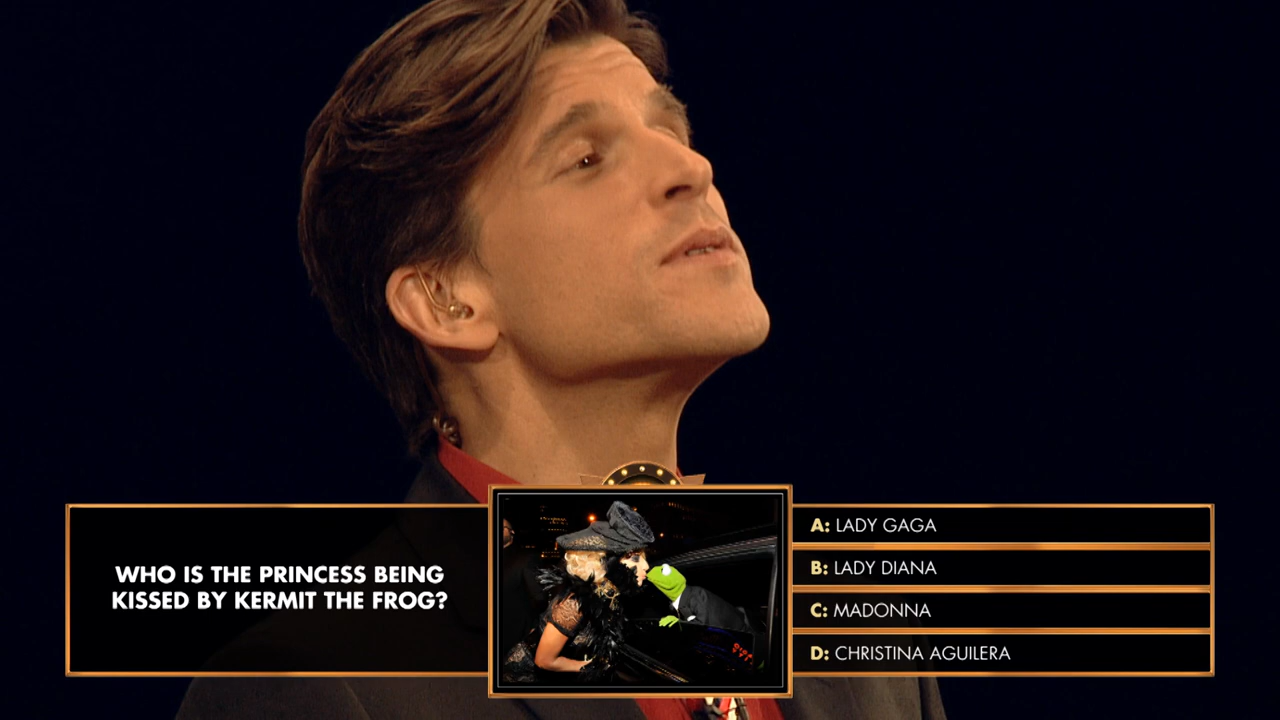 WHO IS THE PRINCESS BEING
KISSED BY KERMIT THE FROG?
A: LADY GAGA
B: LADY DIANA
C: MADONNA
D: CHRISTINA AGUILERA